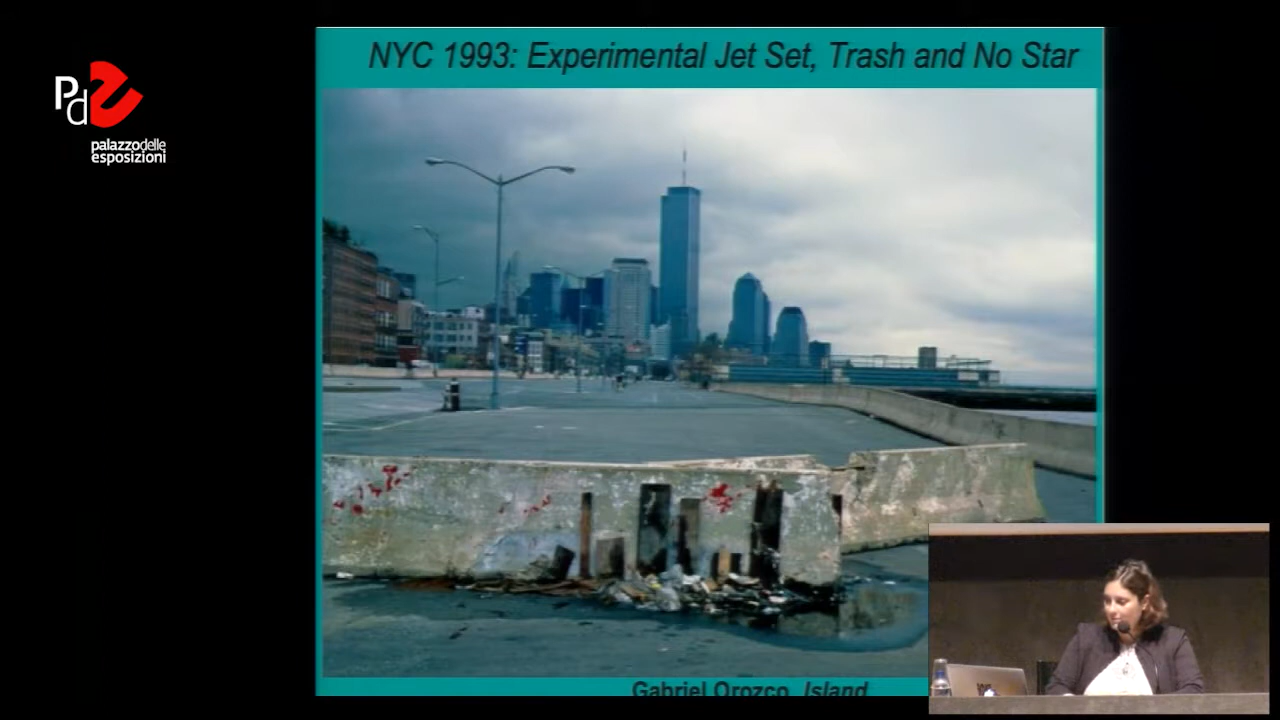 Pd
palazzodelle
esposizioni
NYC 1993: Experimental Jet Set, Trash and No Star
Gabriel Orozco, Island